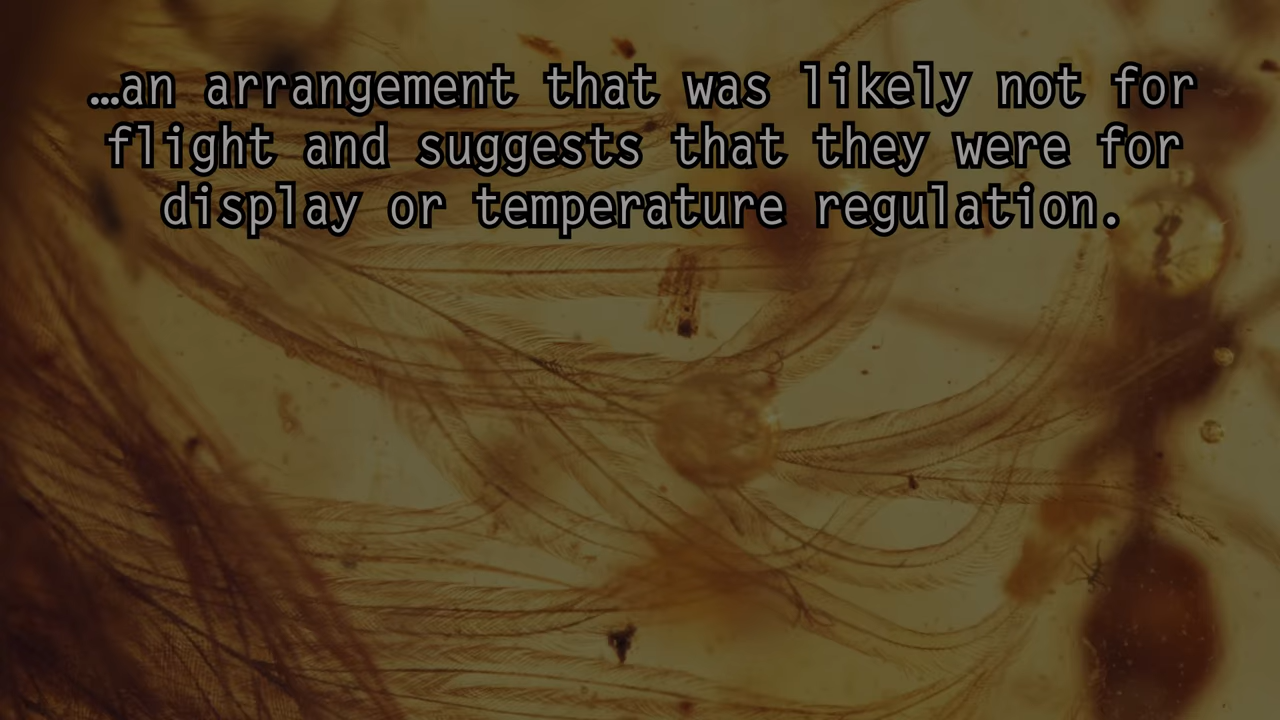 …an arrangement that was likely not for
flight and suggests that they were for
display or temperature regulation.